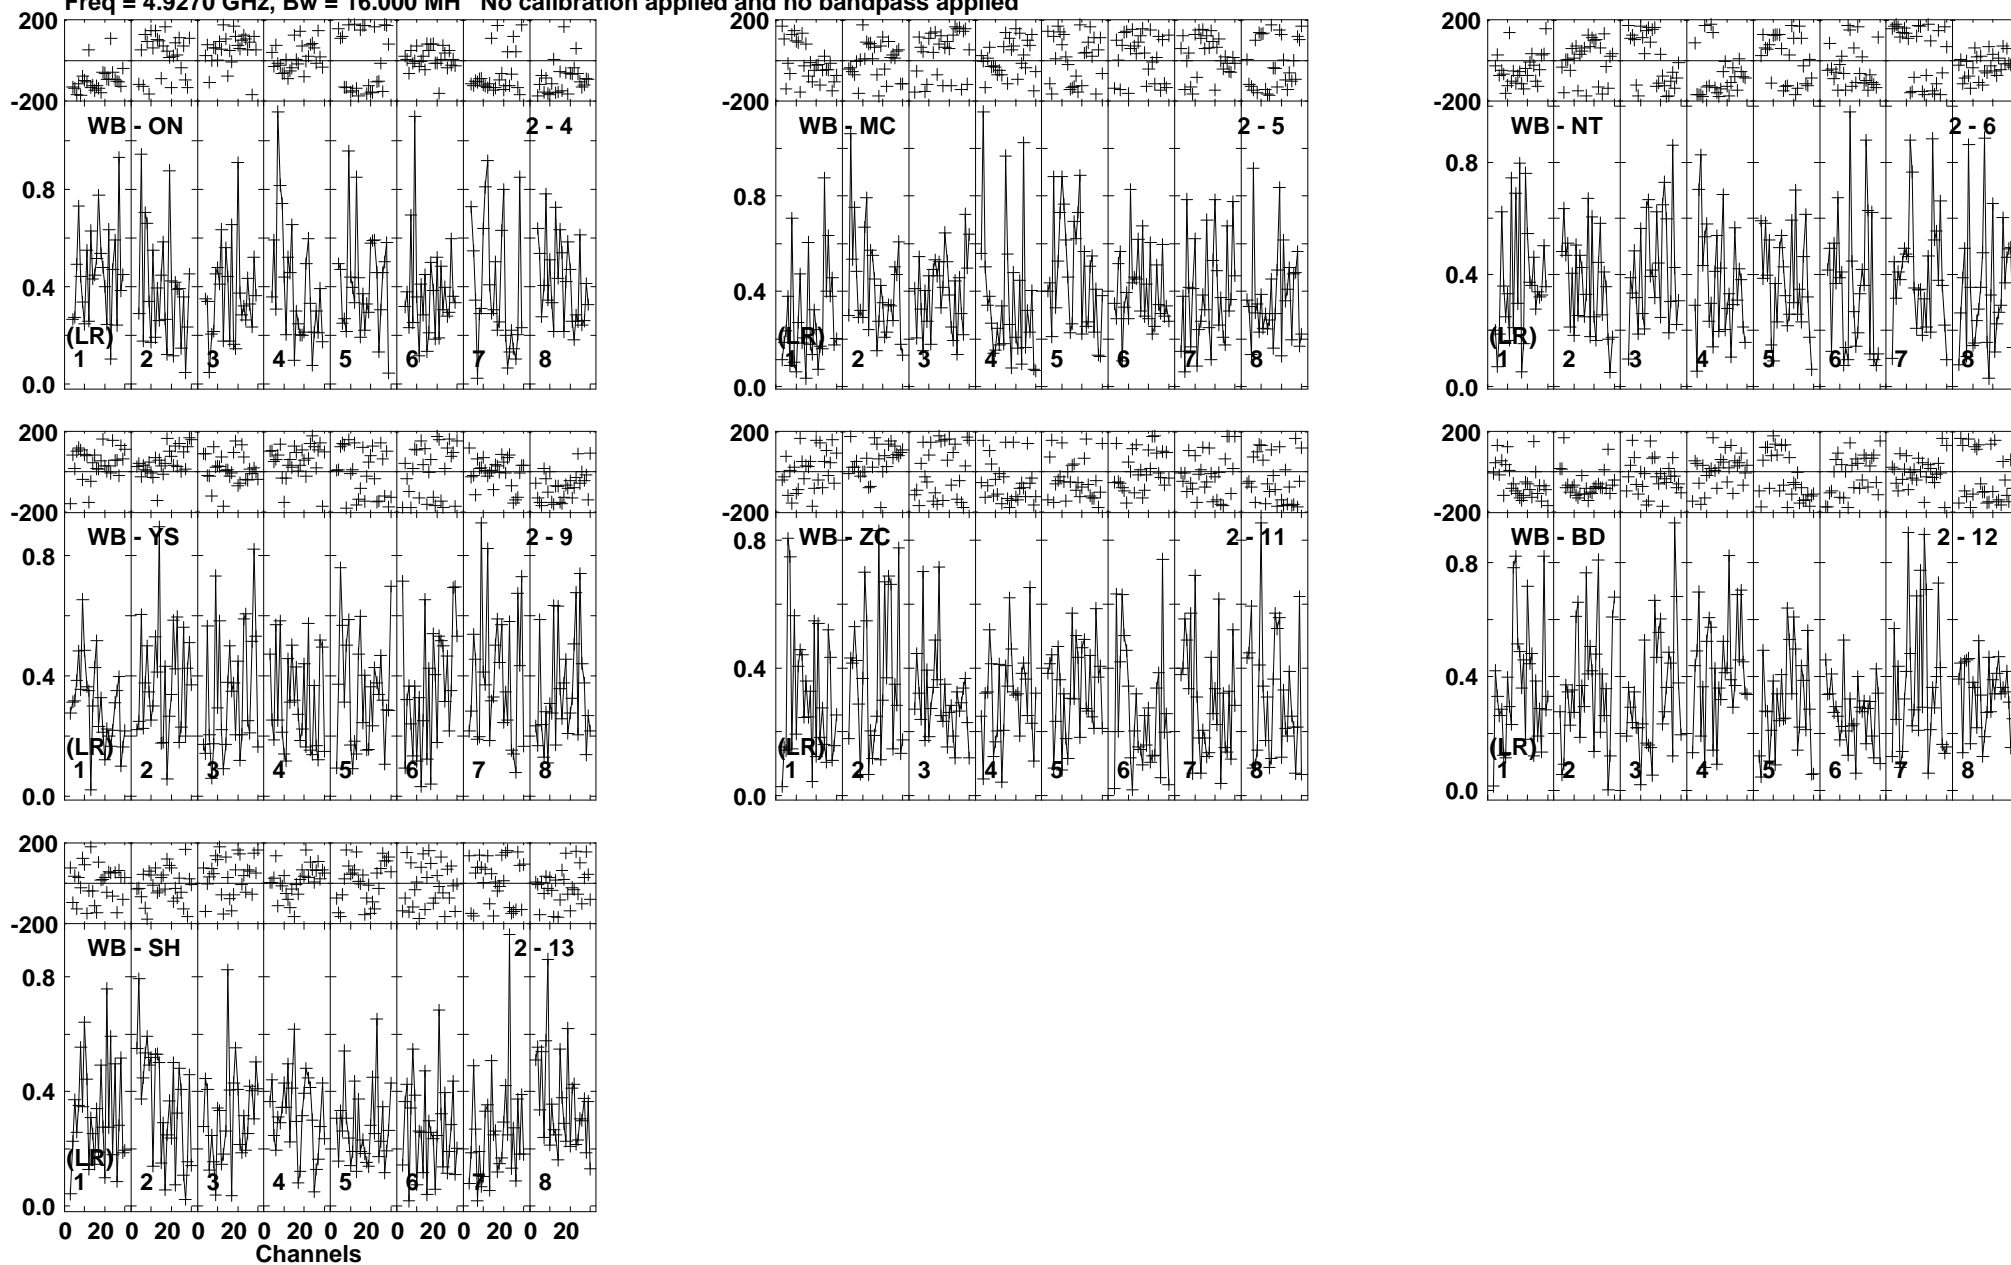 Freq = 4.9270 GHz, Bw = 16.000 MH No calibration applied and no bandpass applied
200
-200
WB - ON 2 - 4
0.8
0.4
0.0
(LR)
1 2 3 4 5 6 7 8
200
-200
WB - MC 2 - 5
0.8
0.4
0.0
(LR)
1 2 3 4 5 6 7 8
200
-200
WB - NT 2 - 6
0.8
0.4
0.0
(LR)
1 2 3 4 5 6 7 8
200
-200
WB - YS 2 - 9
0.8
0.4
0.0
(LR)
1 2 3 4 5 6 7 8
200
-200
WB - ZC 2 - 11
0.8
0.4
0.0
(LR)
1 2 3 4 5 6 7 8
200
-200
WB - BD 2 - 12
0.8
0.4
0.0
(LR)
1 2 3 4 5 6 7 8
200
-200
WB - SH 2 - 13
0.8
0.4
0.0
(LR)
1 2 3 4 5 6 7 8
0 20 0 20 0 20 0 20 0 20 0 20 0 20 0 20
Channels